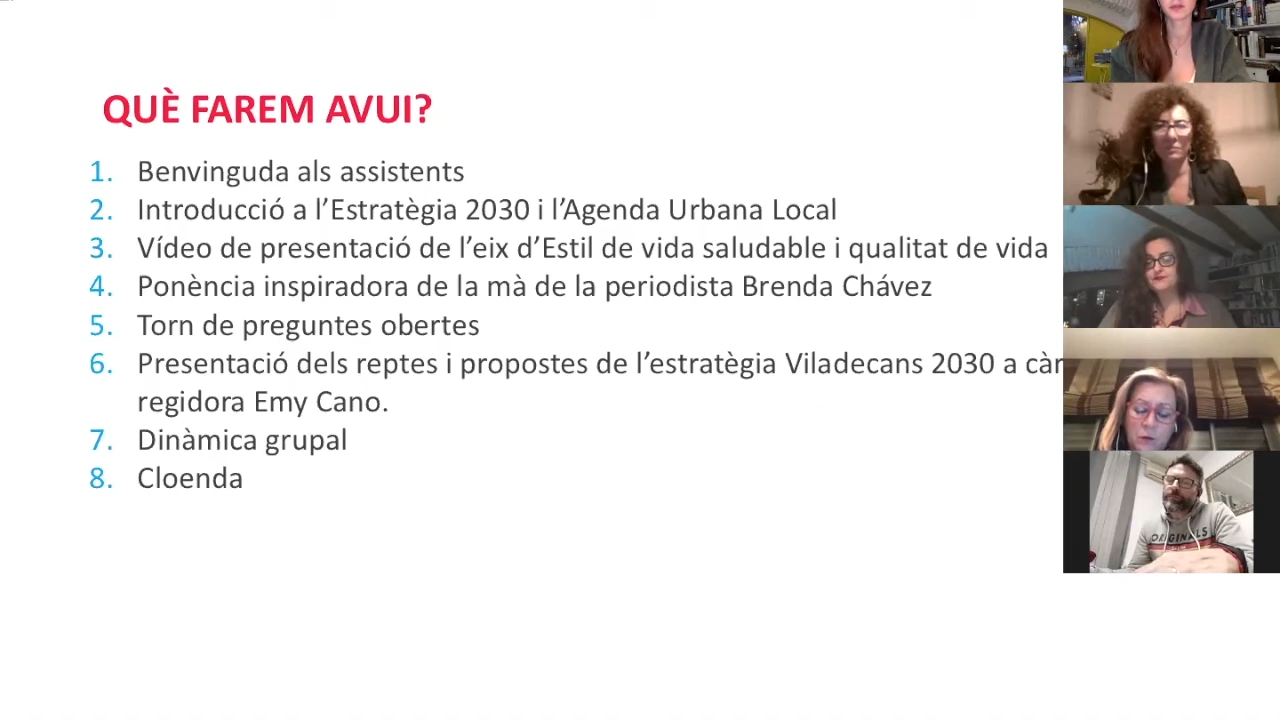 QUÈ FAREM AVUI?
1. Benvinguda als assistents
2. Introducció a l’Estratègia 2030 i l’Agenda Urbana Local
3. Vídeo de presentació de l’eix d’Estil de vida saludable i qualitat de vida
4. Ponència inspiradora de la mà de la periodista Brenda Chávez
5. Torn de preguntes obertes
6. Presentació dels reptes i propostes de l’estratègia Viladecans 2030 a
regidora Emy Cano.
7. Dinàmica grupal
8. Cloenda
ORIGINALS